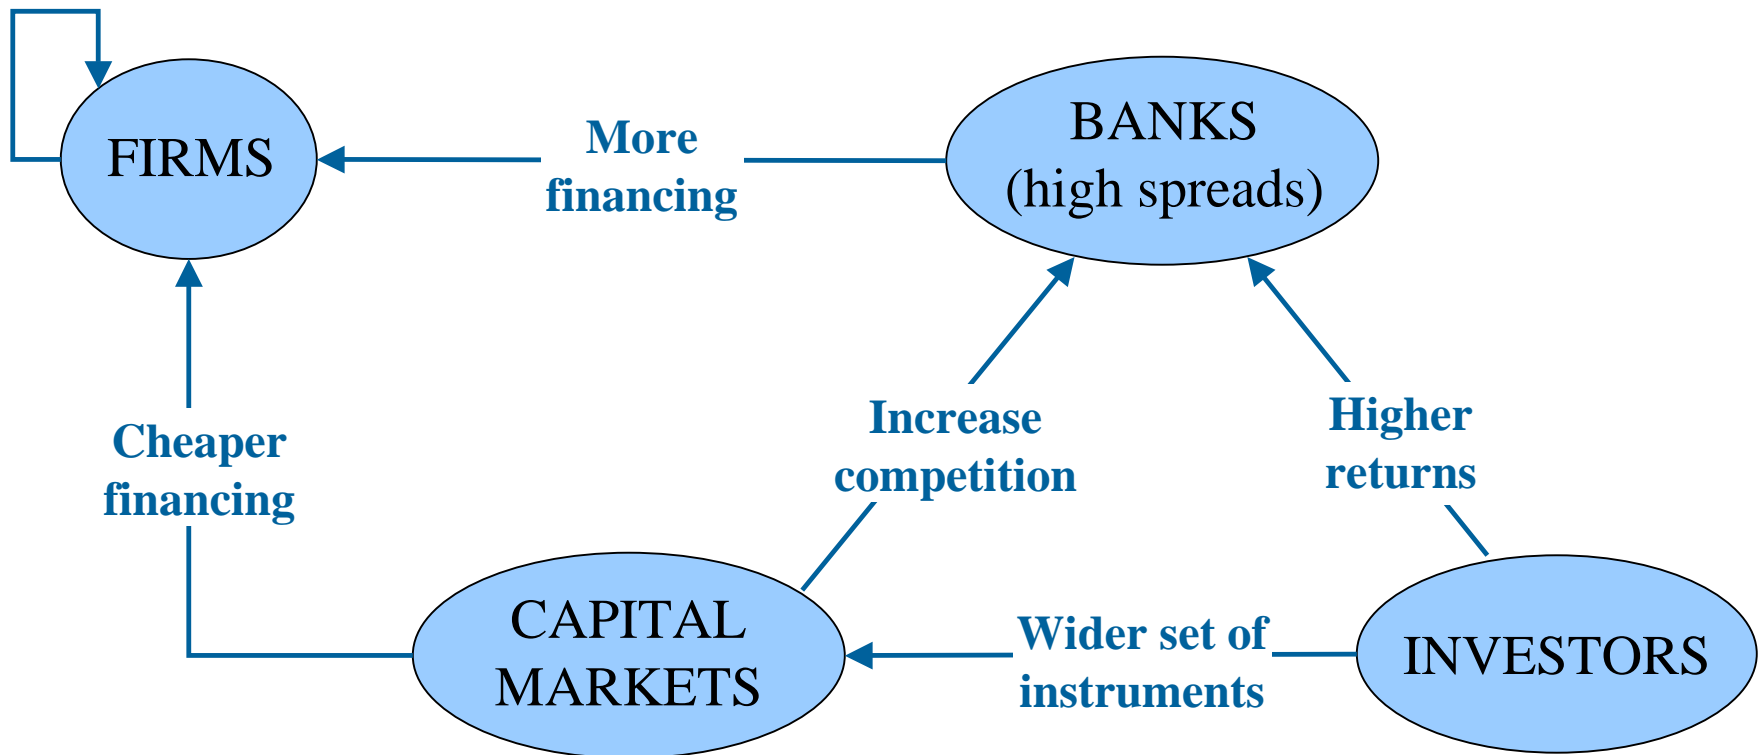 FIRMS
More
financing
BANKS
(high spreads)
Cheaper
financing
Increase
competition
Higher
returns
CAPITAL
MARKETS
Wider set of
instruments
INVESTORS